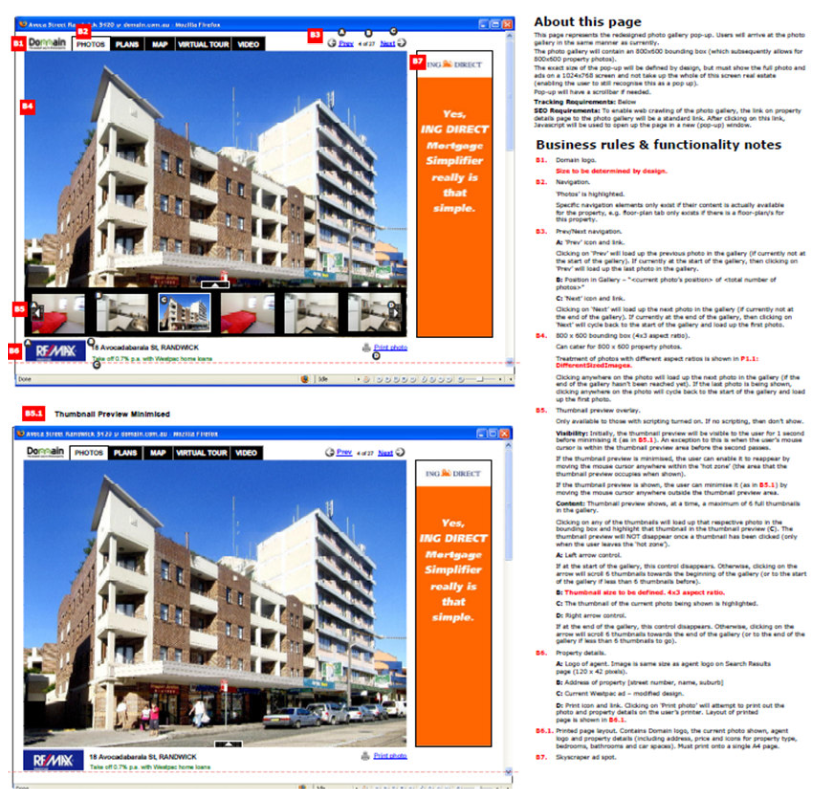 Avoca Street Randwick 3420 @ domain.com.au - Mozilla Firefox
B1 Domain
B2
PHOTOS PLANS MAP VIRTUAL TOUR VIDEO
B3 A B C
Prev 4 of 27 Next
B7
ING DIRECT
B4
Yes,
ING DIRECT
Mortgage
Simplifier
really is
that
simple.
B5
B6
RE/MAX
18 Avocadabarala St, RANDWICK
Take off 0.7% p.a. with Westpac home loans
Print photo
Done
Idle
B5.1 Thumbnail Preview Minimised
Avoca Street Randwick 3420 @ domain.com.au - Mozilla Firefox
Domain PHOTOS PLANS MAP VIRTUAL TOUR VIDEO
Prev 4 of 27 Next
ING DIRECT
Yes,
ING DIRECT
Mortgage
Simplifier
really is
that
simple.
RE/MAX
18 Avocadabarala St, RANDWICK
Take off 0.7% p.a. with Westpac home loans
Print photo
About this page
This page represents the redesigned photo gallery pop-up. Users will arrive at the photo
gallery in the same manner as currently.
The photo gallery will contain an 800x600 bounding box (which subsequently allows for
800x600 property photos).
The exact size of the pop-up will be defined by design, but must show the full photo and
ads on a 1024x768 screen and not take up the whole of this screen real estate
(enabling the user to still recognise this as a pop up).
Pop-up will have a scrollbar if needed.
Tracking Requirements: Below
SEO Requirements: To enable web crawling of the photo gallery, the link on property
details page to the photo gallery will be a standard link. After clicking on this link,
Javascript will be used to open up the page in a new (pop-up) window.
Business rules & functionality notes
B1. Domain logo.
Size to be determined by design.
B2. Navigation.
'Photos' is highlighted.
Specific navigation elements only exist if their content is actually available
for the property, e.g. floor-plan tab only exists if there is a floor-plan/s for
this property.
B3. Prev/Next navigation.
A: 'Prev' icon and link.
Clicking on 'Prev' will load up the previous photo in the gallery (if currently not at
the start of the gallery). If currently at the start of the gallery, then clicking on
'Prev' will load up the last photo in the gallery.
B: Position in Gallery – "<current photo's position> of <total number of
photos>"
C: 'Next' icon and link.
Clicking on 'Next' will load up the next photo in the gallery (if currently not at
the end of the gallery). If currently at the end of the gallery, then clicking on
'Next' will cycle back to the start of the gallery and load up the first photo.
B4. 800 x 600 bounding box (4x3 aspect ratio).
Can cater for 800 x 600 property photos.
Treatment of photos with different aspect ratios is shown in P1.1:
DifferentSizedImages.
Clicking anywhere on the photo will load up the next photo in the gallery (if the
end of the gallery hasn't been reached yet). If the last photo is being shown,
clicking anywhere on the photo will cycle back to the start of the gallery and load
up the first photo.
B5. Thumbnail preview overlay.
Only available to those with scripting turned on. If no scripting, then don't show.
Visibility: Initially, the thumbnail preview will be visible to the user for 1 second
before minimising it (as in B5.1). An exception to this is when the user's mouse
cursor is within the thumbnail preview area before the second passes.
If the thumbnail preview is minimised, the user can enable it to reappear by
moving the mouse cursor anywhere within the 'hot zone' (the area that the
thumbnail preview occupies when shown).
If the thumbnail preview is shown, the user can minimise it (as in B5.1) by
moving the mouse cursor anywhere outside the thumbnail preview area.
Content: Thumbnail preview shows, at a time, a maximum of 6 full thumbnails
in the gallery.
Clicking on any of the thumbnails will load up that respective photo in the
bounding box and highlight that thumbnail in the thumbnail preview (C). The
thumbnail preview will NOT disappear once a thumbnail has been clicked (only
when the user leaves the 'hot zone').
A: Left arrow control.
If at the start of the gallery, this control disappears. Otherwise, clicking on the
arrow will scroll 6 thumbnails towards the beginning of the gallery (or to the start
of the gallery if less than 6 thumbnails before).
B: Thumbnail size to be defined. 4x3 aspect ratio.
C: The thumbnail of the current photo being shown is highlighted.
D: Right arrow control.
If at the end of the gallery, this control disappears. Otherwise, clicking on the
arrow will scroll 6 thumbnails towards the end of the gallery (or to the end of the
gallery if less than 6 thumbnails to go).
B6. Property details.
A: Logo of agent. Image is same size as agent logo on Search Results
page (120 x 42 pixels).
B: Address of property [street number, name, suburb]
C: Current Westpac ad – modified design.
D: Print icon and link. Clicking on 'Print photo' will attempt to print out the
photo and property details on the user's printer. Layout of printed
page is shown in B6.1.
B6.1. Printed page layout. Contains Domain logo, the current photo shown, agent
logo and property details (including address, price and icons for property type,
bedrooms, bathrooms and car spaces). Must print onto a single A4 page.
B7. Skyscraper ad spot.